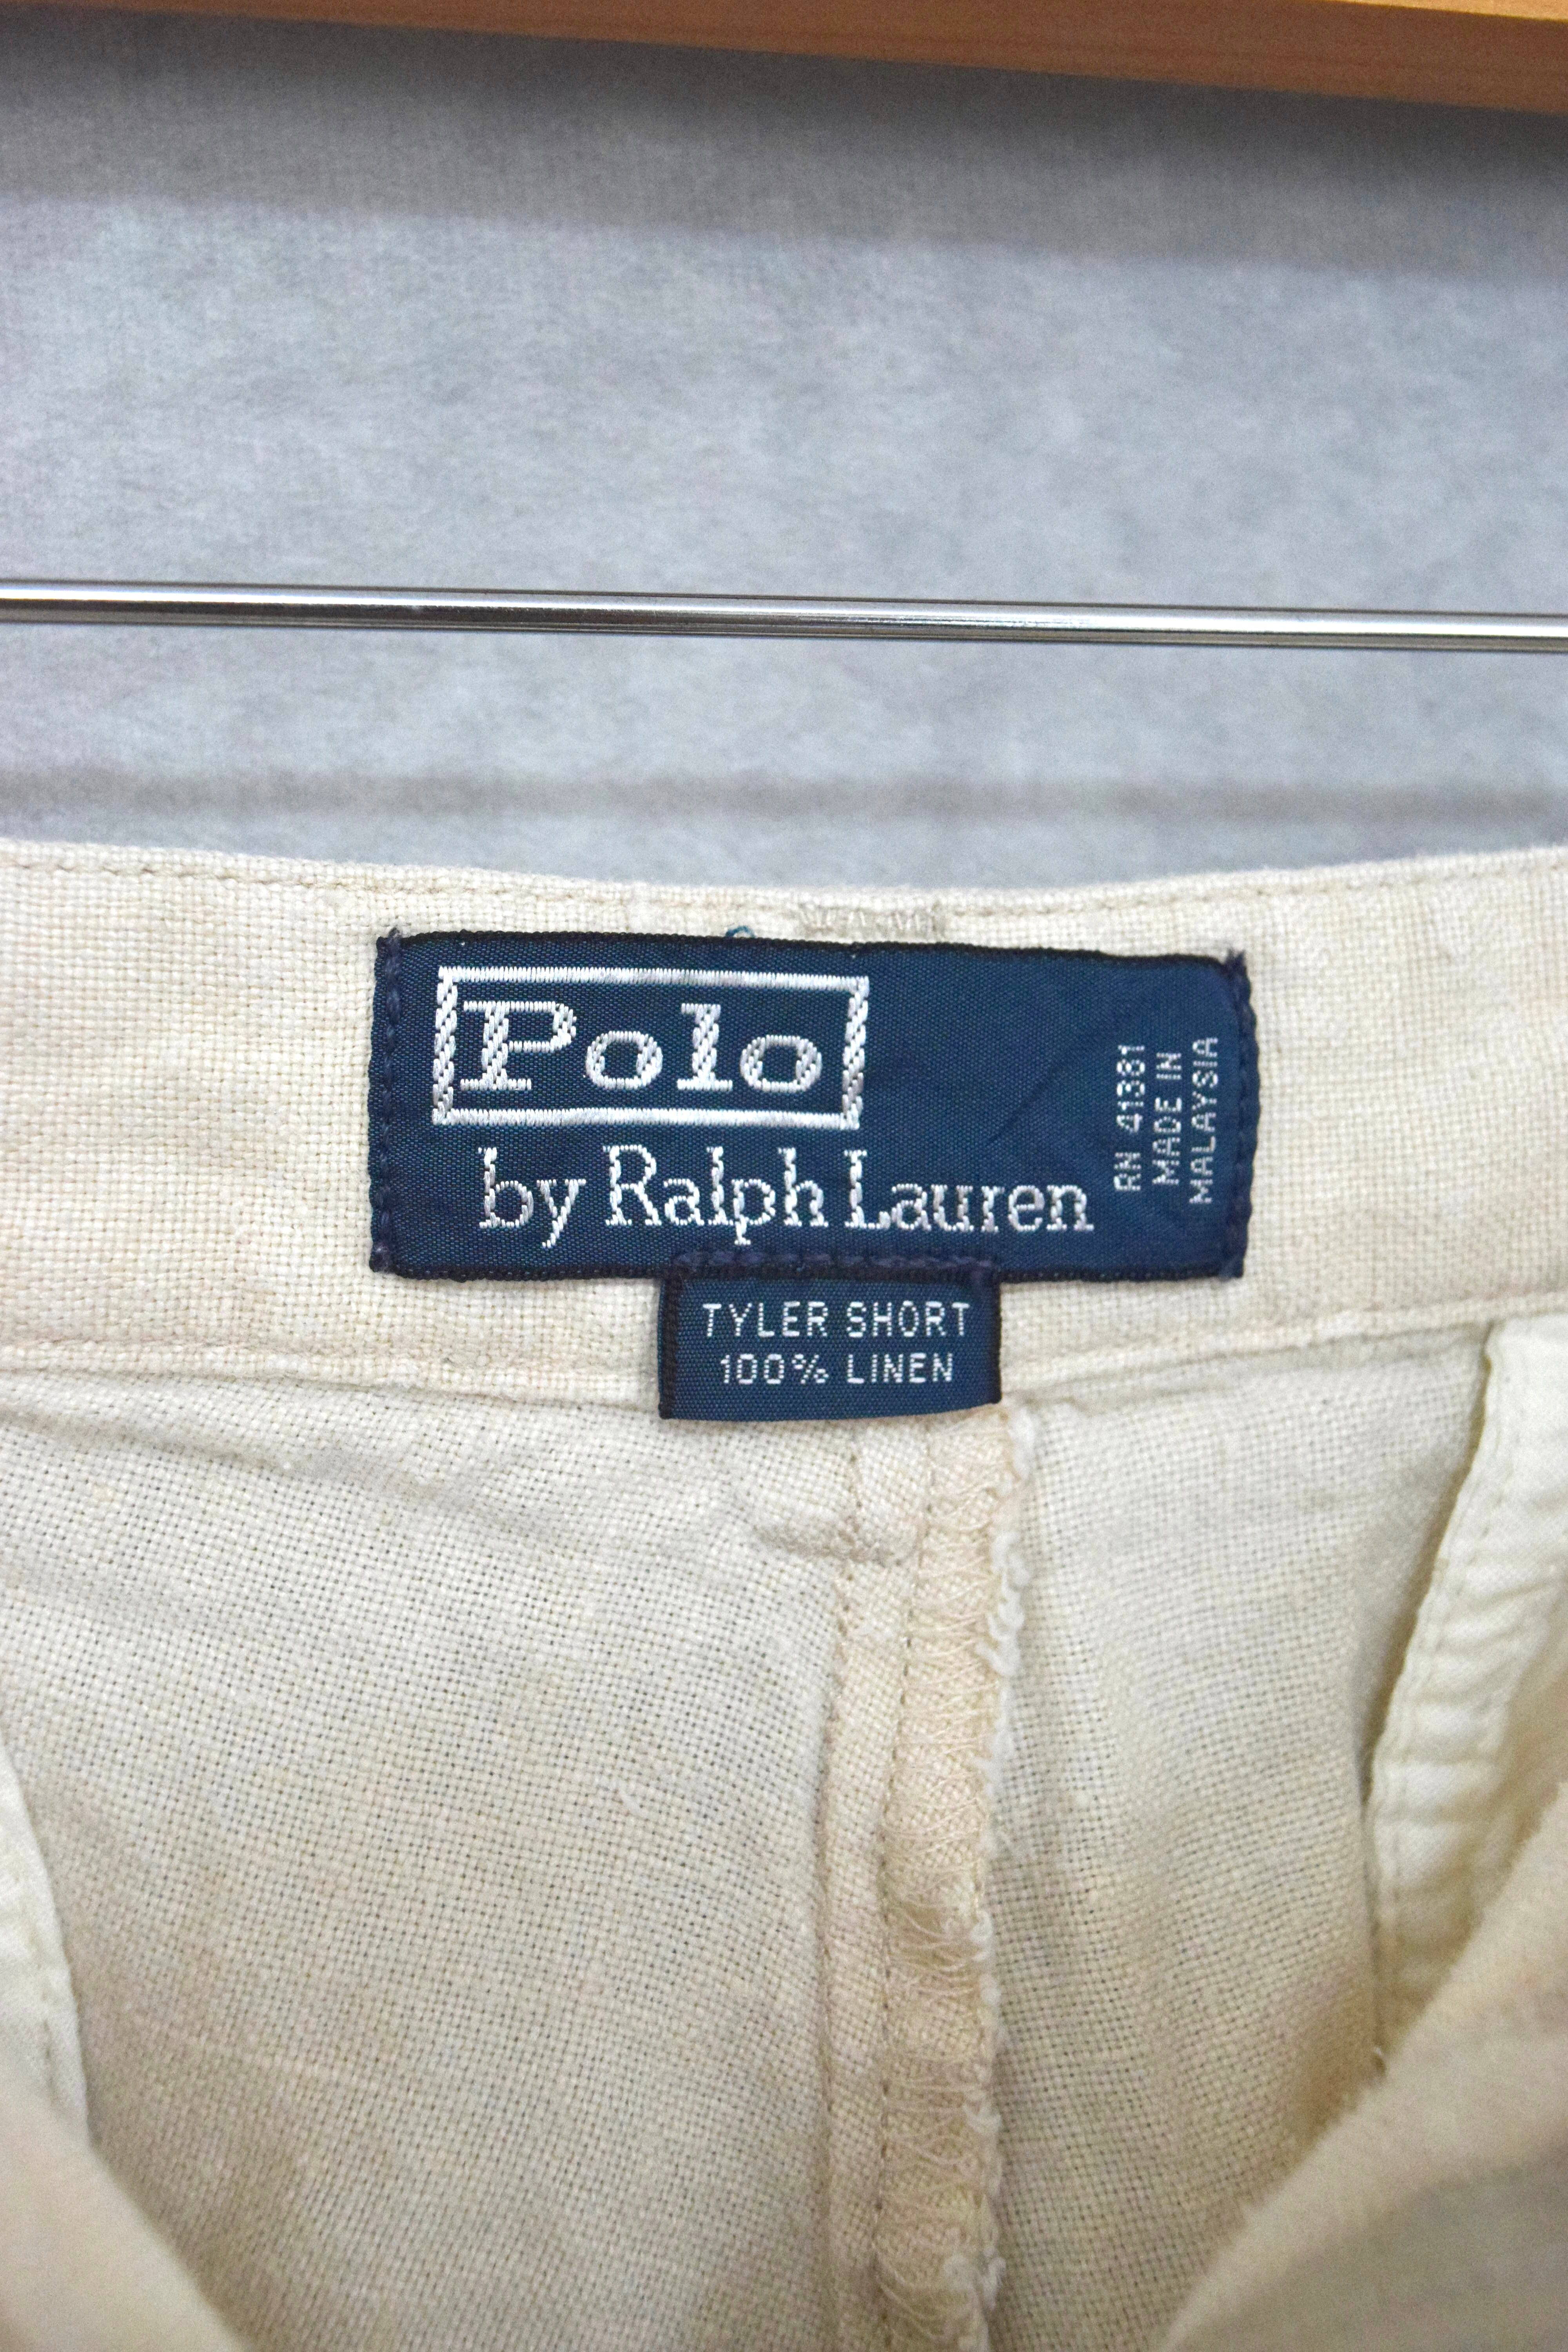 Polo
by Ralph Lauren
RN 41381
MADE IN
MALAYSIA
TYLER SHORT
100% LINEN